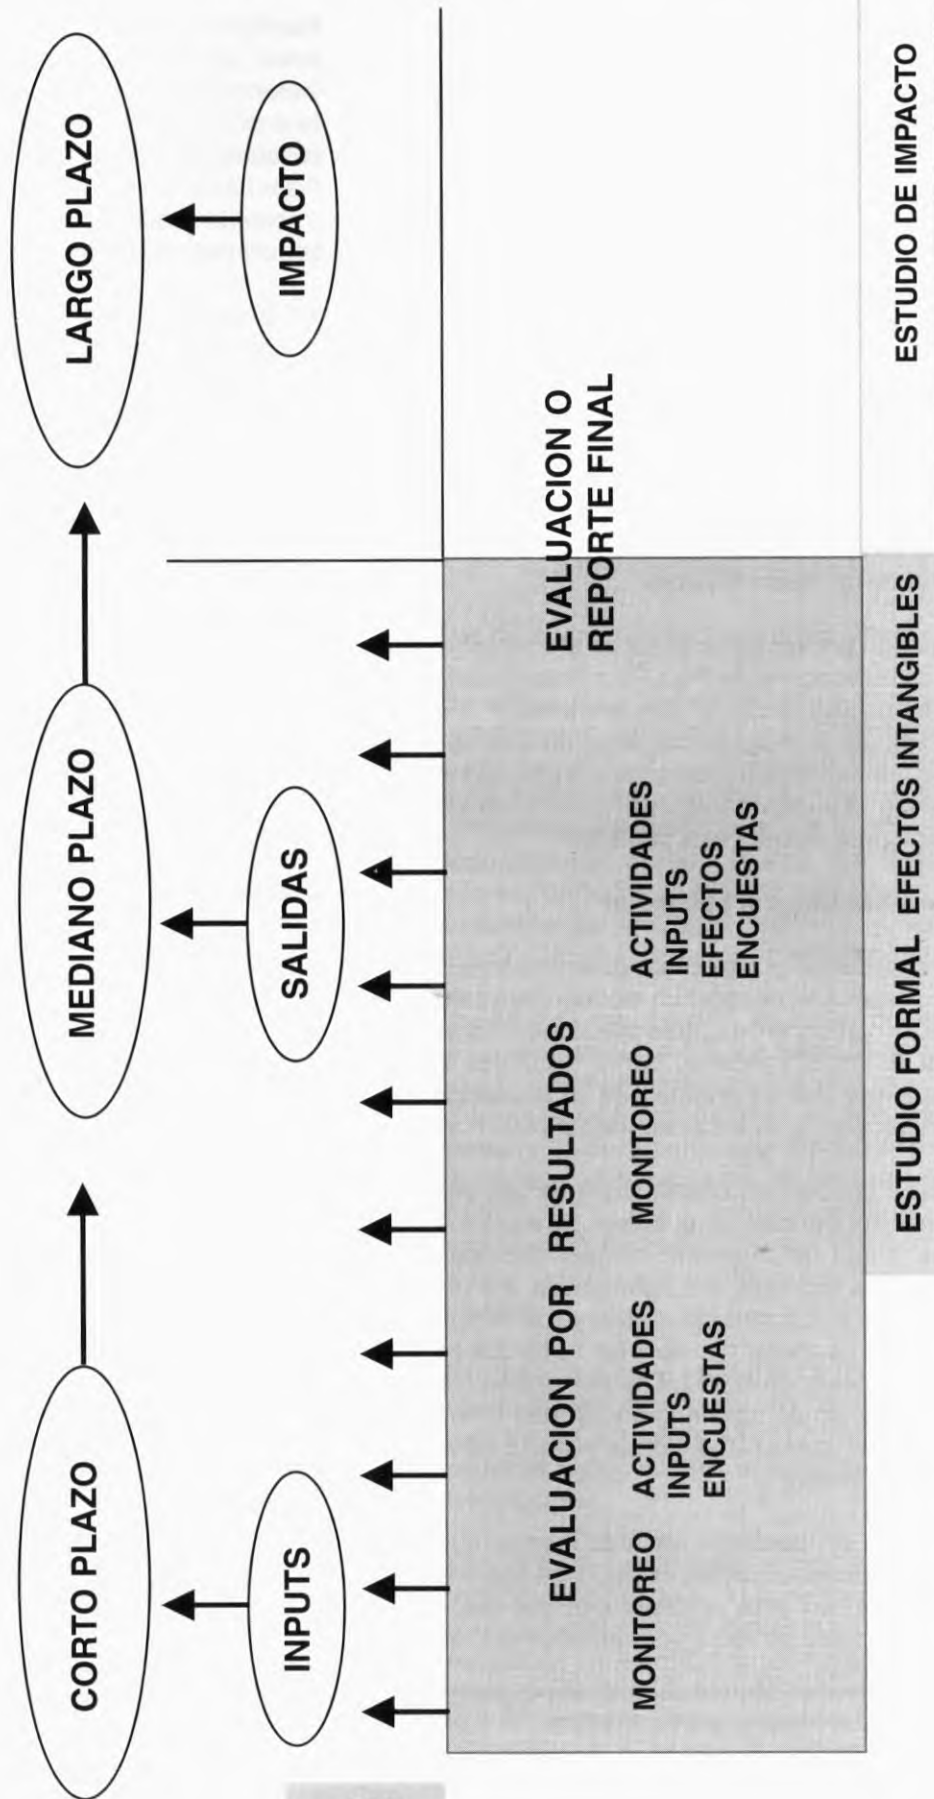 CORTO PLAZO
MEDIANO PLAZO
LARGO PLAZO
INPUTS
SALIDAS
IMPACTO
EVALUACION POR RESULTADOS
EVALUACION O
REPORTE FINAL
MONITOREO
ACTIVIDADES
INPUTS
ENCUESTAS
MONITOREO
ACTIVIDADES
INPUTS
EFECTOS
ENCUESTAS
ESTUDIO FORMAL EFECTOS INTANGIBLES
ESTUDIO DE IMPACTO